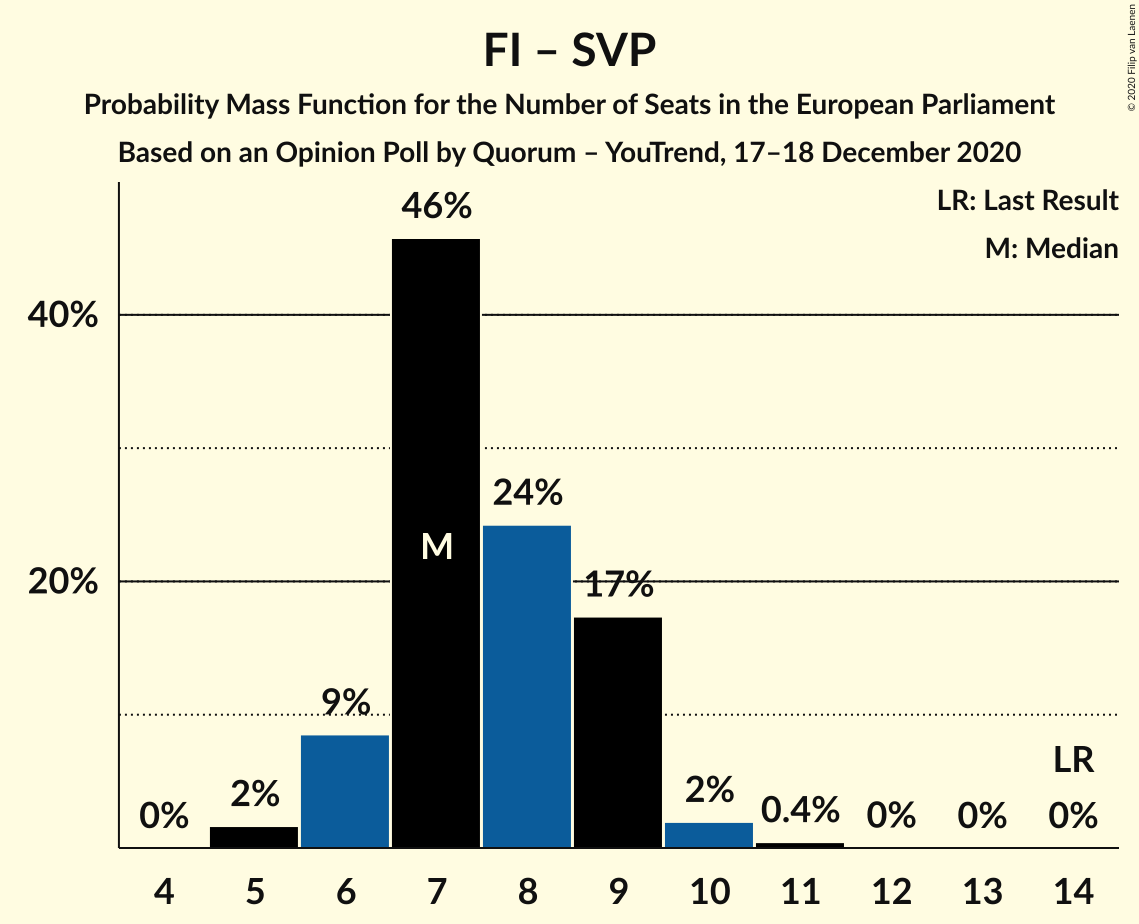 FI – SVP
Probability Mass Function for the Number of Seats in the European Parliament
Based on an Opinion Poll by Quorum – YouTrend, 17–18 December 2020
© 2020 Filip van Laenen
LR: Last Result
M: Median
40%
20%
0%
2%
9%
46%
M
24%
17%
2%
0.4%
0%
0%
LR
0%
4 5 6 7 8 9 10 11 12 13 14